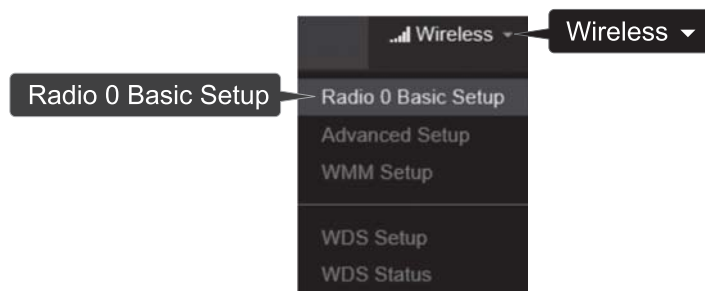 Wireless
Wireless
Radio 0 Basic Setup
Radio 0 Basic Setup
Advanced Setup
WMM Setup
WDS Setup
WDS Status